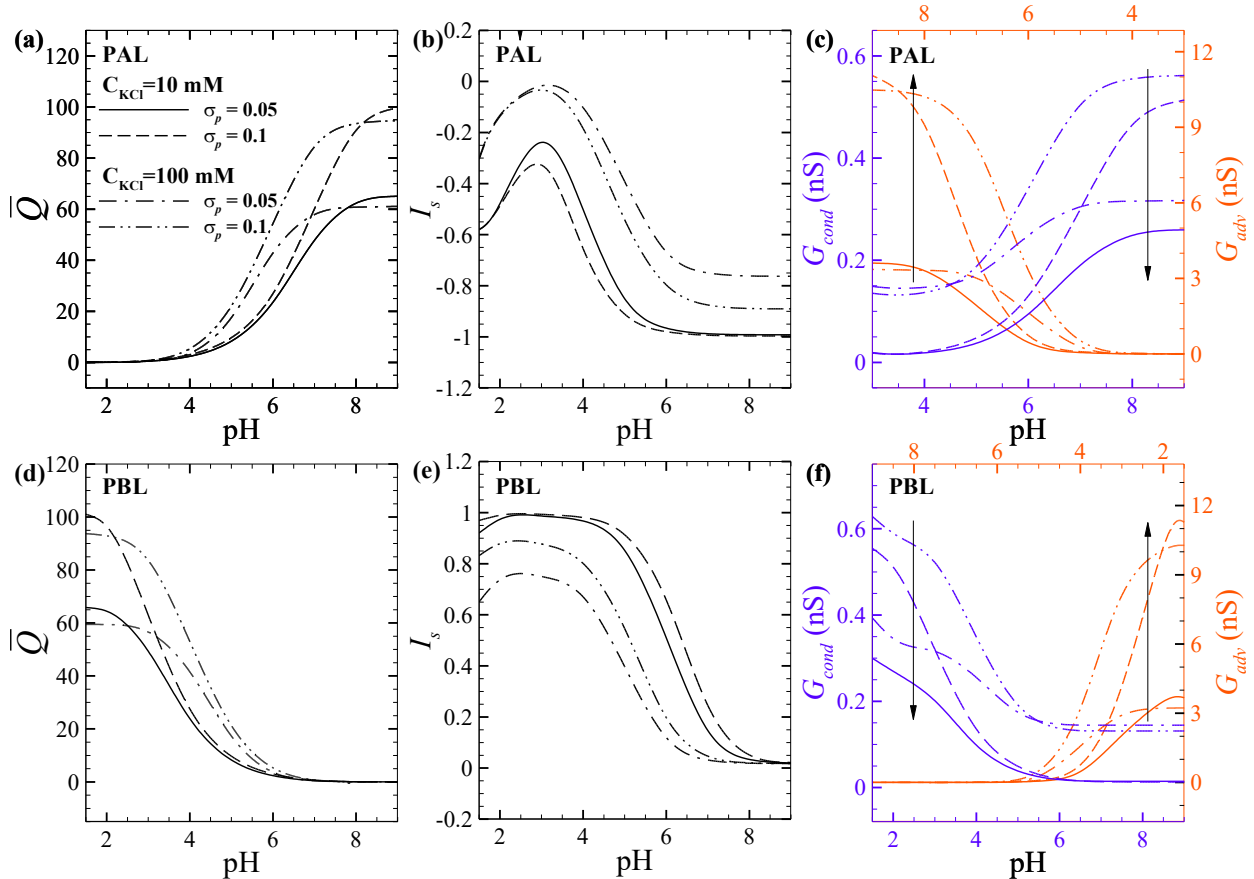 (a)
PAL
C_KCl=10 mM
σ_p = 0.05
σ_p = 0.1
C_KCl=100 mM
σ_p = 0.05
σ_p = 0.1
Q̅
120
100
80
60
40
20
0
2 4 6 8
pH
(b)
PAL
I_s
0.2
0
-0.2
-0.4
-0.6
-0.8
-1
-1.2
2 4 6 8
pH
(c)
PAL
8 6 4
G_cond (nS)
0.6
0.4
0.2
0
G_adv (nS)
12
9
6
3
0
4 6 8
pH
(d)
PBL
Q̅
120
100
80
60
40
20
0
2 4 6 8
pH
(e)
PBL
I_s
1.2
1
0.8
0.6
0.4
0.2
0
-0.2
2 4 6 8
pH
(f)
PBL
8 6 4 2
G_cond (nS)
0.6
0.4
0.2
0
G_adv (nS)
12
9
6
3
0
2 4 6 8
pH